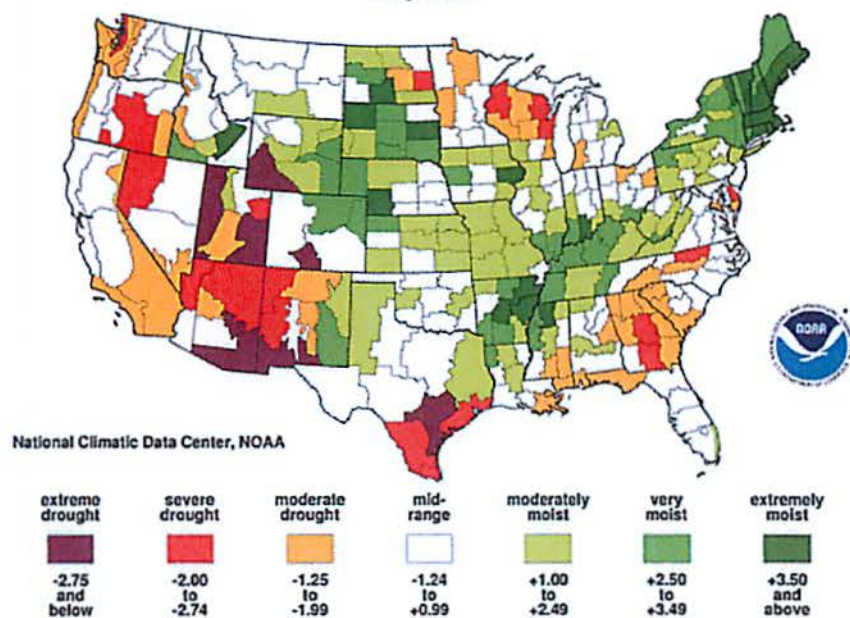 NOAA
National Climatic Data Center, NOAA
extreme drought
severe drought
moderate drought
mid-range
moderately moist
very moist
extremely moist
-2.75 and below
-2.00 to -2.74
-1.25 to -1.99
-1.24 to +0.99
+1.00 to +2.49
+2.50 to +3.49
+3.50 and above